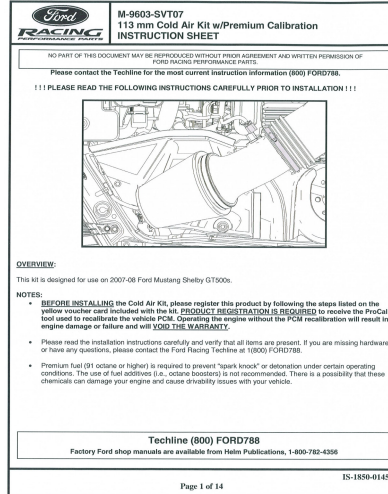 Ford
RACING
PERFORMANCE PARTS
M-9603-SVT07
113 mm Cold Air Kit w/Premium Calibration
INSTRUCTION SHEET
NO PART OF THIS DOCUMENT MAY BE REPRODUCED WITHOUT PRIOR AGREEMENT AND WRITTEN PERMISSION OF
FORD RACING PERFORMANCE PARTS.
Please contact the Techline for the most current instruction information (800) FORD788.
! ! ! PLEASE READ THE FOLLOWING INSTRUCTIONS CAREFULLY PRIOR TO INSTALLATION ! ! !
OVERVIEW:
This kit is designed for use on 2007-08 Ford Mustang Shelby GT500s.
NOTES:
• BEFORE INSTALLING the Cold Air Kit, please register this product by following the steps listed on the
yellow voucher card included with the kit. PRODUCT REGISTRATION IS REQUIRED to receive the ProCal
tool used to recalibrate the vehicle PCM. Operating the engine without the PCM recalibration will result in
engine damage or failure and will VOID THE WARRANTY.
• Please read the installation instructions carefully and verify that all items are present. If you are missing hardware
or have any questions, please contact the Ford Racing Techline at 1(800) FORD788.
• Premium fuel (91 octane or higher) is required to prevent "spark knock" or detonation under certain operating
conditions. The use of fuel additives (i.e., octane boosters) is not recommended. There is a possibility that these
chemicals can damage your engine and cause drivability issues with your vehicle.
Techline (800) FORD788
Factory Ford shop manuals are available from Helm Publications, 1-800-782-4356
IS-1850-0145
Page 1 of 14